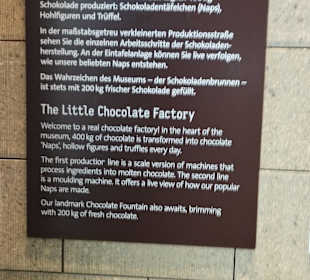 Schokolade produziert: Schokoladentäfelchen (Naps),
Hohlfiguren und Trüffel.
In der maßstabsgetreu verkleinerten Produktionsstraße
sehen Sie die einzelnen Arbeitsschritte der Schokoladen-
herstellung. An der Eintafelanlage können Sie live verfolgen,
wie unsere beliebten Naps entstehen.
Das Wahrzeichen des Museums – der Schokoladenbrunnen –
ist stets mit 200 kg frischer Schokolade gefüllt.
The Little Chocolate Factory
Welcome to a real chocolate factory! In the heart of the
museum, 400 kg of chocolate is transformed into chocolate
'Naps', hollow figures and truffles every day.
The first production line is a scale version of machines that
process ingredients into molten chocolate. The second line
is a moulding machine. It offers a live view of how our popular
Naps are made.
Our landmark Chocolate Fountain also awaits, brimming
with 200 kg of fresh chocolate.